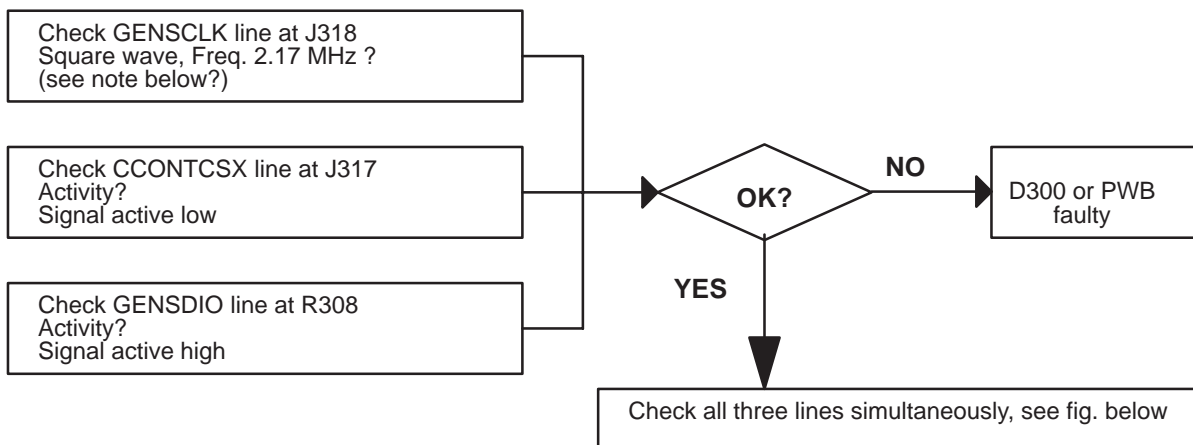 Check GENSCLK line at J318
Square wave, Freq. 2.17 MHz ?
(see note below?)
Check CCONTCSX line at J317
Activity?
Signal active low
Check GENSDIO line at R308
Activity?
Signal active high
OK?
NO
D300 or PWB
faulty
YES
Check all three lines simultaneously, see fig. below